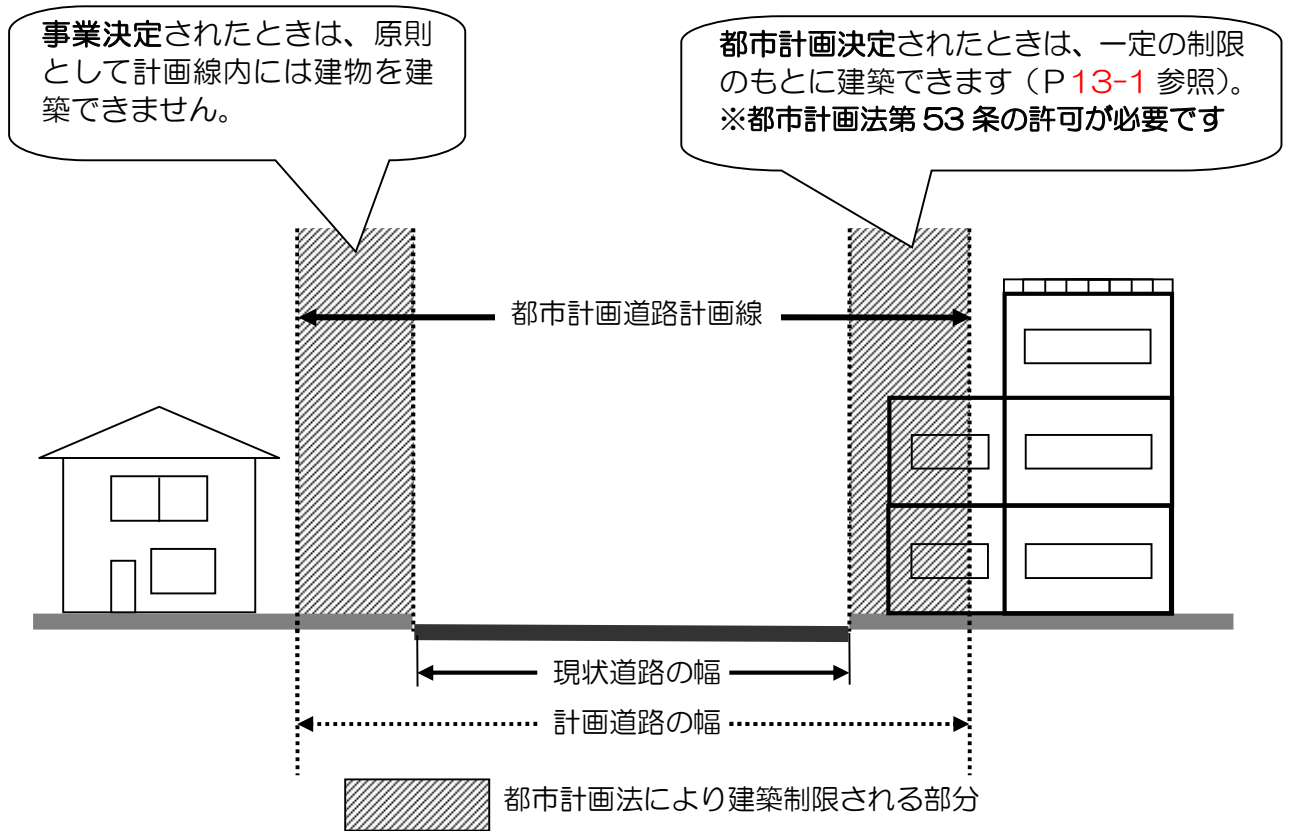 事業決定されたときは、原則
として計画線内には建物を建
築できません。
都市計画決定されたときは、一定の制限
のもとに建築できます（P13-1 参照）。
※都市計画法第 53 条の許可が必要です
都市計画道路計画線
現状道路の幅
計画道路の幅
都市計画法により建築制限される部分